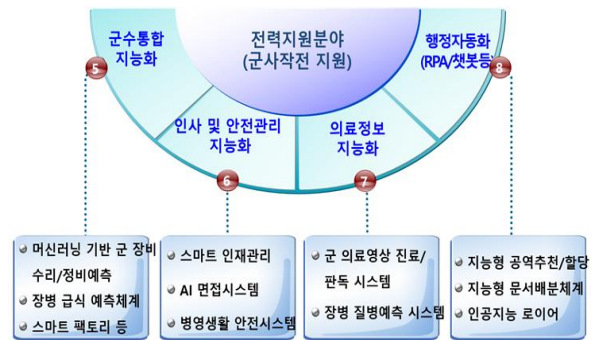 군수통합
지능화
전력지원분야
(군사작전 지원)
행정자동화
(RPA/챗봇등)
5
8
인사 및 안전관리
지능화
의료정보
지능화
6
7
머신러닝 기반 군 장비
수리/정비예측
장병 급식 예측체계
스마트 팩토리 등
스마트 인재관리
AI 면접시스템
병영생활 안전시스템
군 의료영상 진료/
판독 시스템
장병 질병예측 시스템
지능형 공역추천/할당
지능형 문서배분체계
인공지능 로이어